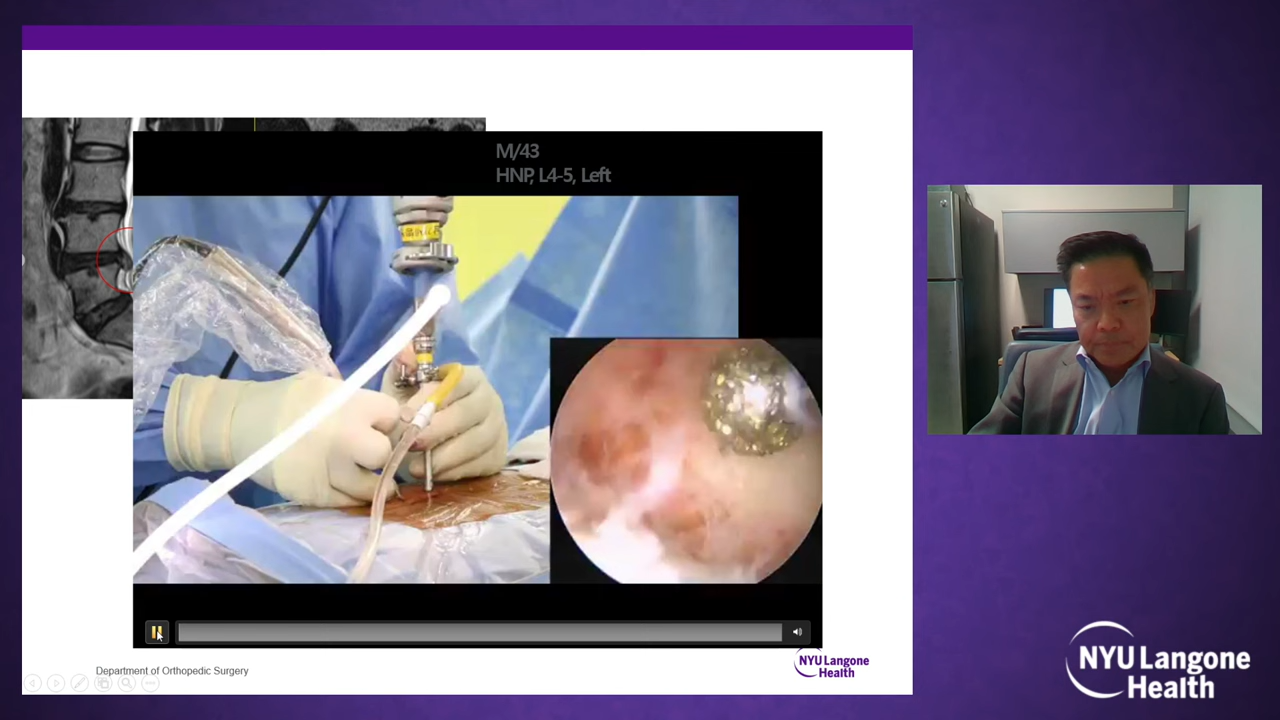 M/43
HNP, L4-5, Left
Department of Orthopedic Surgery
NYU Langone
Health
NYU Langone
Health